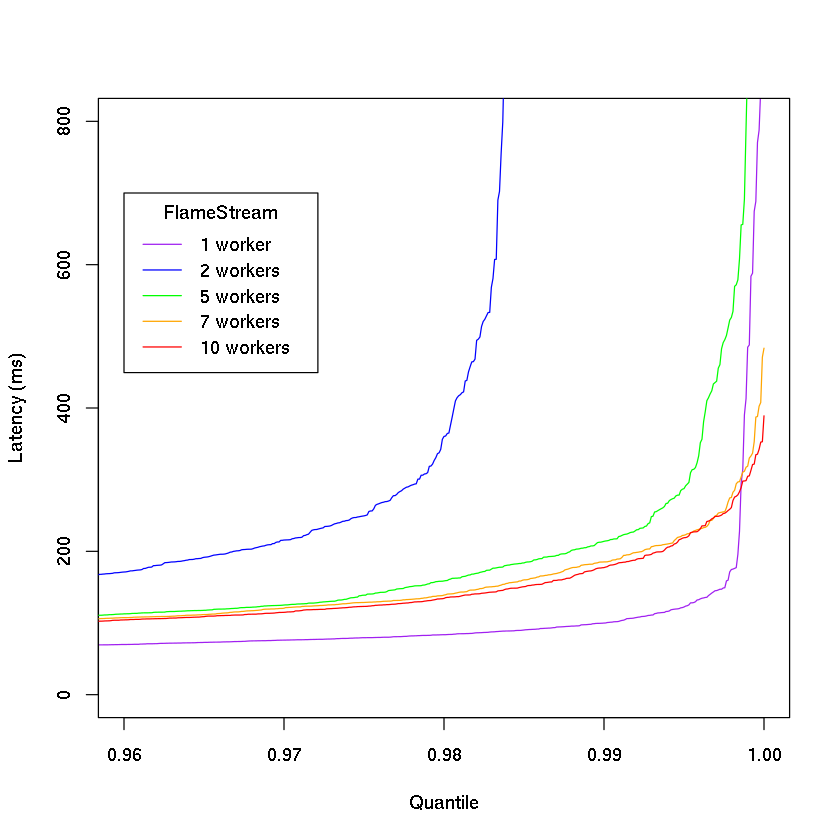 800
600
400
200
0
Latency (ms)
FlameStream
1 worker
2 workers
5 workers
7 workers
10 workers
0.96 0.97 0.98 0.99 1.00
Quantile